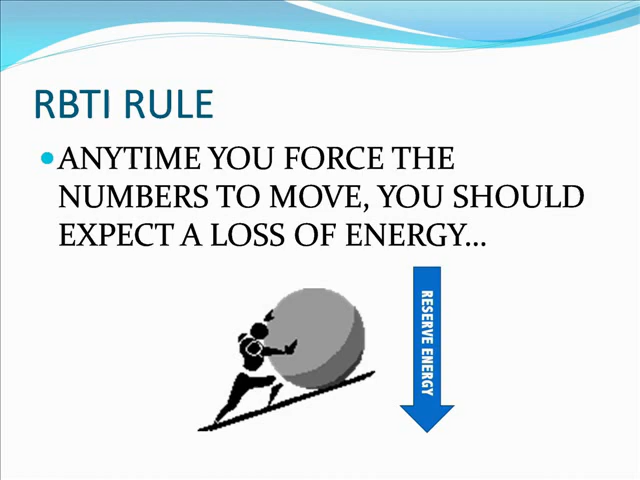 RBTI RULE
ANYTIME YOU FORCE THE
NUMBERS TO MOVE, YOU SHOULD
EXPECT A LOSS OF ENERGY...
RESERVE ENERGY